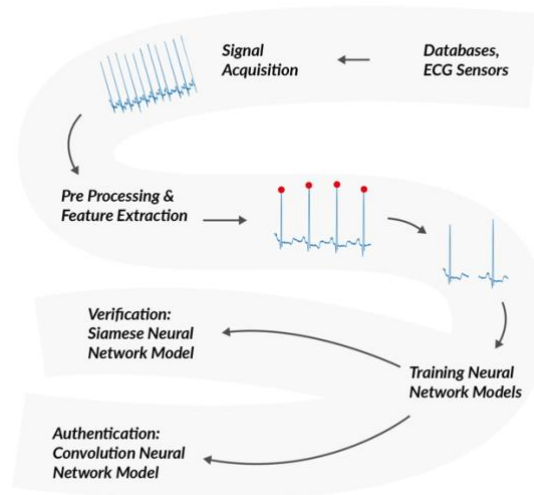 Signal
Acquisition
Databases,
ECG Sensors
Pre Processing &
Feature Extraction
Verification:
Siamese Neural
Network Model
Training Neural
Network Models
Authentication:
Convolution Neural
Network Model